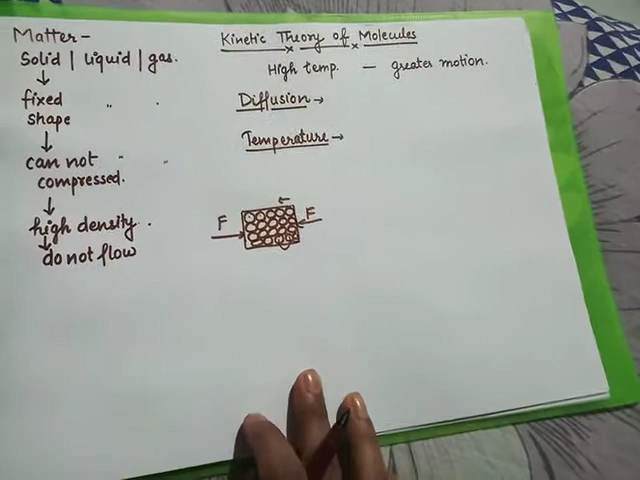 Matter -
Solid | liquid | gas.
fixed " "
shape
can not " "
compressed.
high density.
do not flow
Kinetic Theory of Molecules
High temp. — greater motion.
Diffusion →
Temperature →
F F